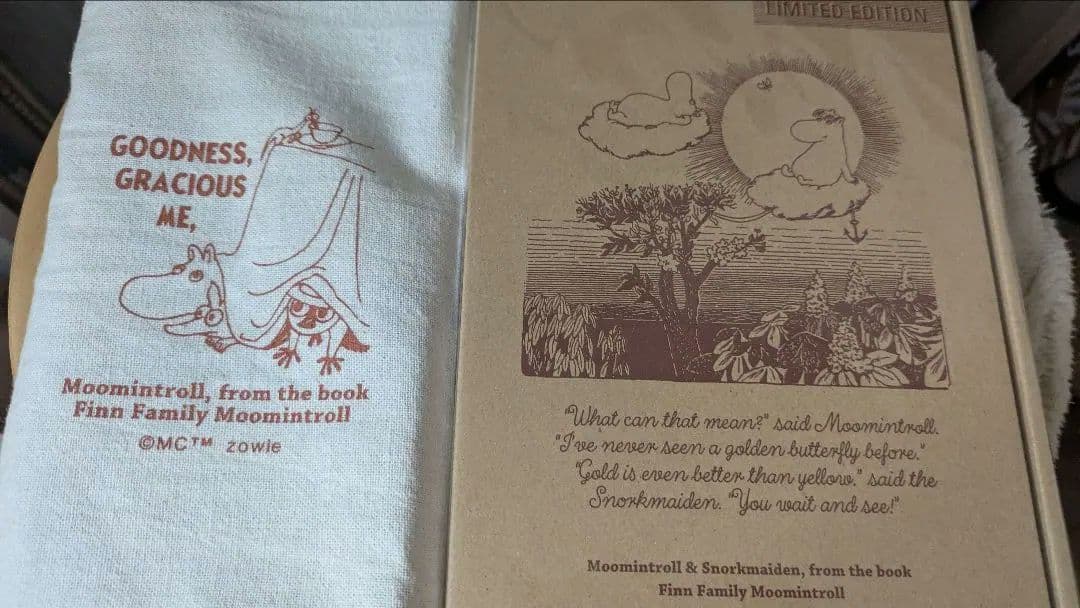 GOODNESS,
GRACIOUS
ME,
Moomintroll, from the book
Finn Family Moomintroll
©MC™ zowie
LIMITED EDITION
"What can that mean?" said Moomintroll.
"I've never seen a golden butterfly before."
"Gold is even better than yellow," said the
Snorkmaiden. "You wait and see!"
Moomintroll & Snorkmaiden, from the book
Finn Family Moomintroll